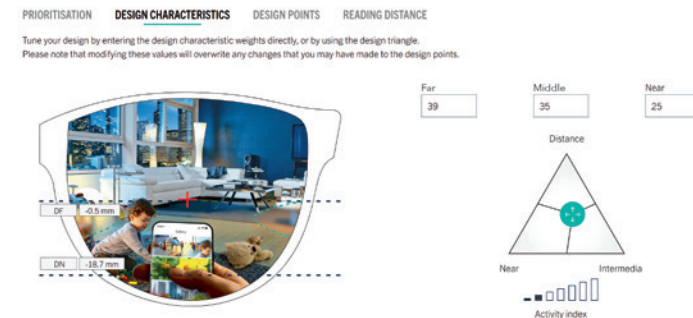 PRIORITISATION DESIGN CHARACTERISTICS DESIGN POINTS READING DISTANCE
Tune your design by entering the design characteristic weights directly, or by using the design triangle.
Please note that modifying these values will overwrite any changes that you may have made to the design points.
Far Middle Near
39 35 25
Distance
DF -0.5 mm
DN -18.7 mm
Near Intermedia
Activity index